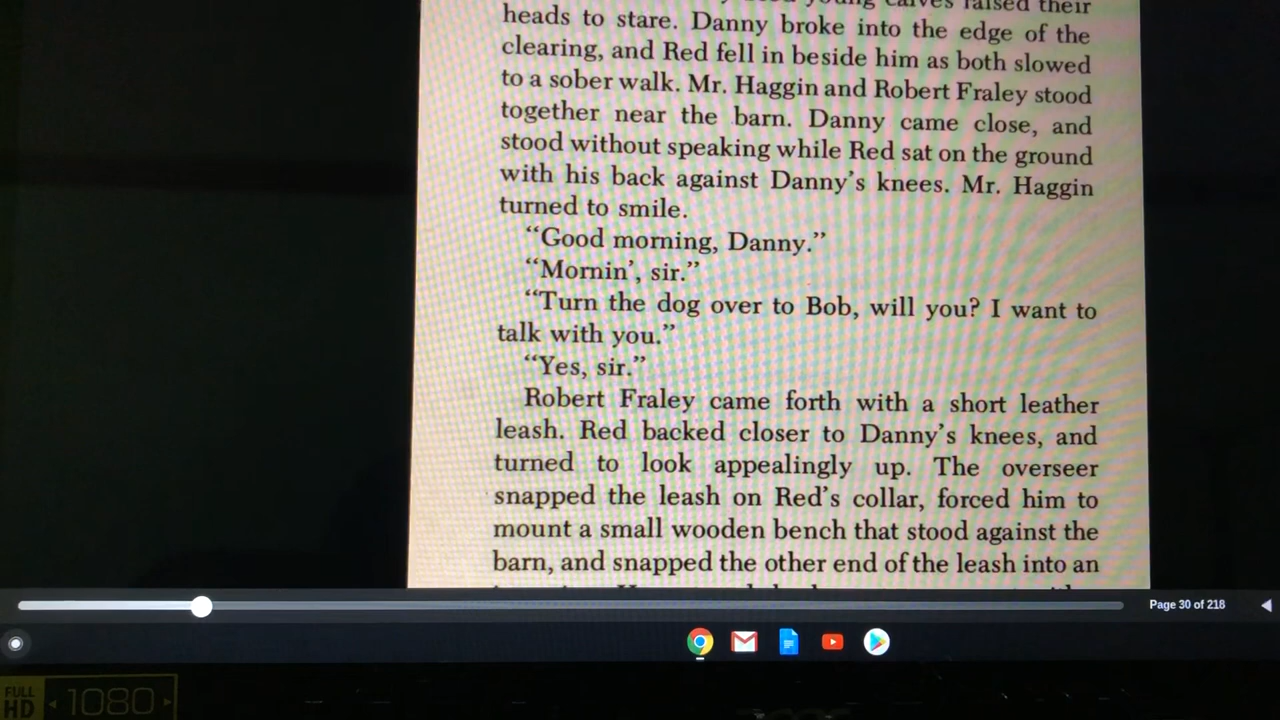 young calves raised their
heads to stare. Danny broke into the edge of the
clearing, and Red fell in beside him as both slowed
to a sober walk. Mr. Haggin and Robert Fraley stood
together near the barn. Danny came close, and
stood without speaking while Red sat on the ground
with his back against Danny’s knees. Mr. Haggin
turned to smile.
“Good morning, Danny.”
“Mornin’, sir.”
“Turn the dog over to Bob, will you? I want to
talk with you.”
“Yes, sir.”
Robert Fraley came forth with a short leather
leash. Red backed closer to Danny’s knees, and
turned to look appealingly up. The overseer
snapped the leash on Red’s collar, forced him to
mount a small wooden bench that stood against the
barn, and snapped the other end of the leash into an
Page 30 of 218
FULL HD 1080